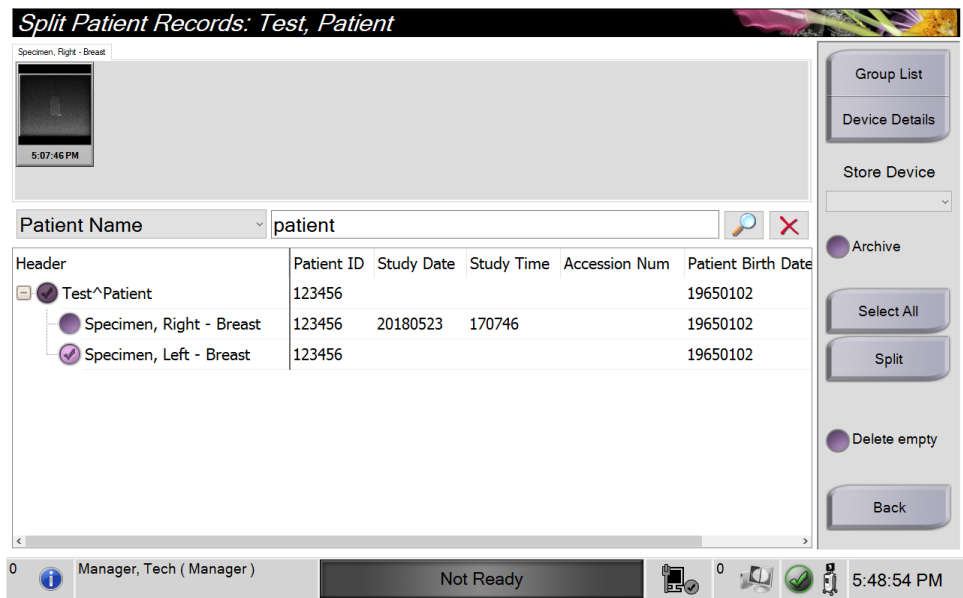 Split Patient Records: Test, Patient
Specimen, Right - Breast
5:07:46 PM
Group List
Device Details
Store Device
Archive
Patient Name patient
Header Patient ID Study Date Study Time Accession Num Patient Birth Date
Test^Patient 123456 19650102
Specimen, Right - Breast 123456 20180523 170746 19650102
Specimen, Left - Breast 123456 19650102
Select All
Split
Delete empty
Back
0 Manager, Tech ( Manager ) Not Ready 0 5:48:54 PM